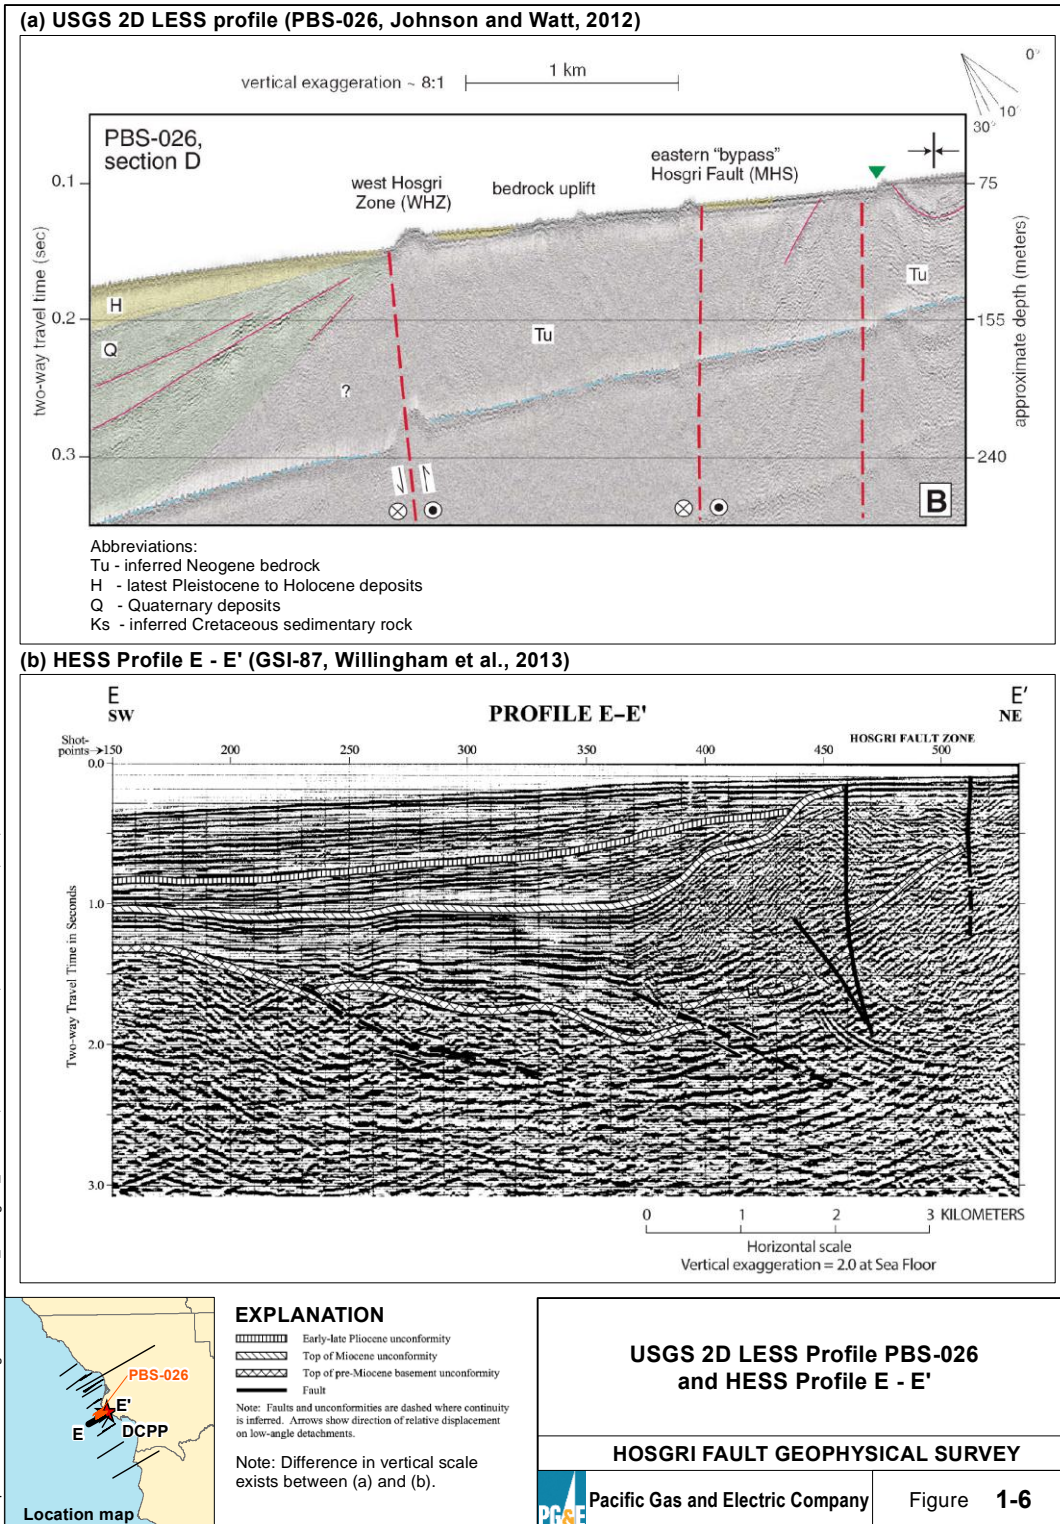 (a) USGS 2D LESS profile (PBS-026, Johnson and Watt, 2012)
vertical exaggeration ~ 8:1
1 km
0°
10°
30°
PBS-026,
section D
west Hosgri
Zone (WHZ)
bedrock uplift
eastern "bypass"
Hosgri Fault (MHS)
two-way travel time (sec)
0.1
0.2
0.3
75
155
240
approximate depth (meters)
H
Q
?
Tu
Tu
B
Abbreviations:
Tu - inferred Neogene bedrock
H - latest Pleistocene to Holocene deposits
Q - Quaternary deposits
Ks - inferred Cretaceous sedimentary rock
(b) HESS Profile E - E' (GSI-87, Willingham et al., 2013)
E
SW
PROFILE E–E'
E'
NE
HOSGRI FAULT ZONE
Shot-
points→150 200 250 300 350 400 450 500
Two-way Travel Time in Seconds
0.0
1.0
2.0
3.0
0 1 2 3 KILOMETERS
Horizontal scale
Vertical exaggeration = 2.0 at Sea Floor
PBS-026
E'
E
DCPP
Location map
EXPLANATION
Early-late Pliocene unconformity
Top of Miocene unconformity
Top of pre-Miocene basement unconformity
Fault
Note: Faults and unconformities are dashed where continuity
is inferred. Arrows show direction of relative displacement
on low-angle detachments.
Note: Difference in vertical scale
exists between (a) and (b).
USGS 2D LESS Profile PBS-026
and HESS Profile E - E'
HOSGRI FAULT GEOPHYSICAL SURVEY
PG&E
Pacific Gas and Electric Company
Figure 1-6